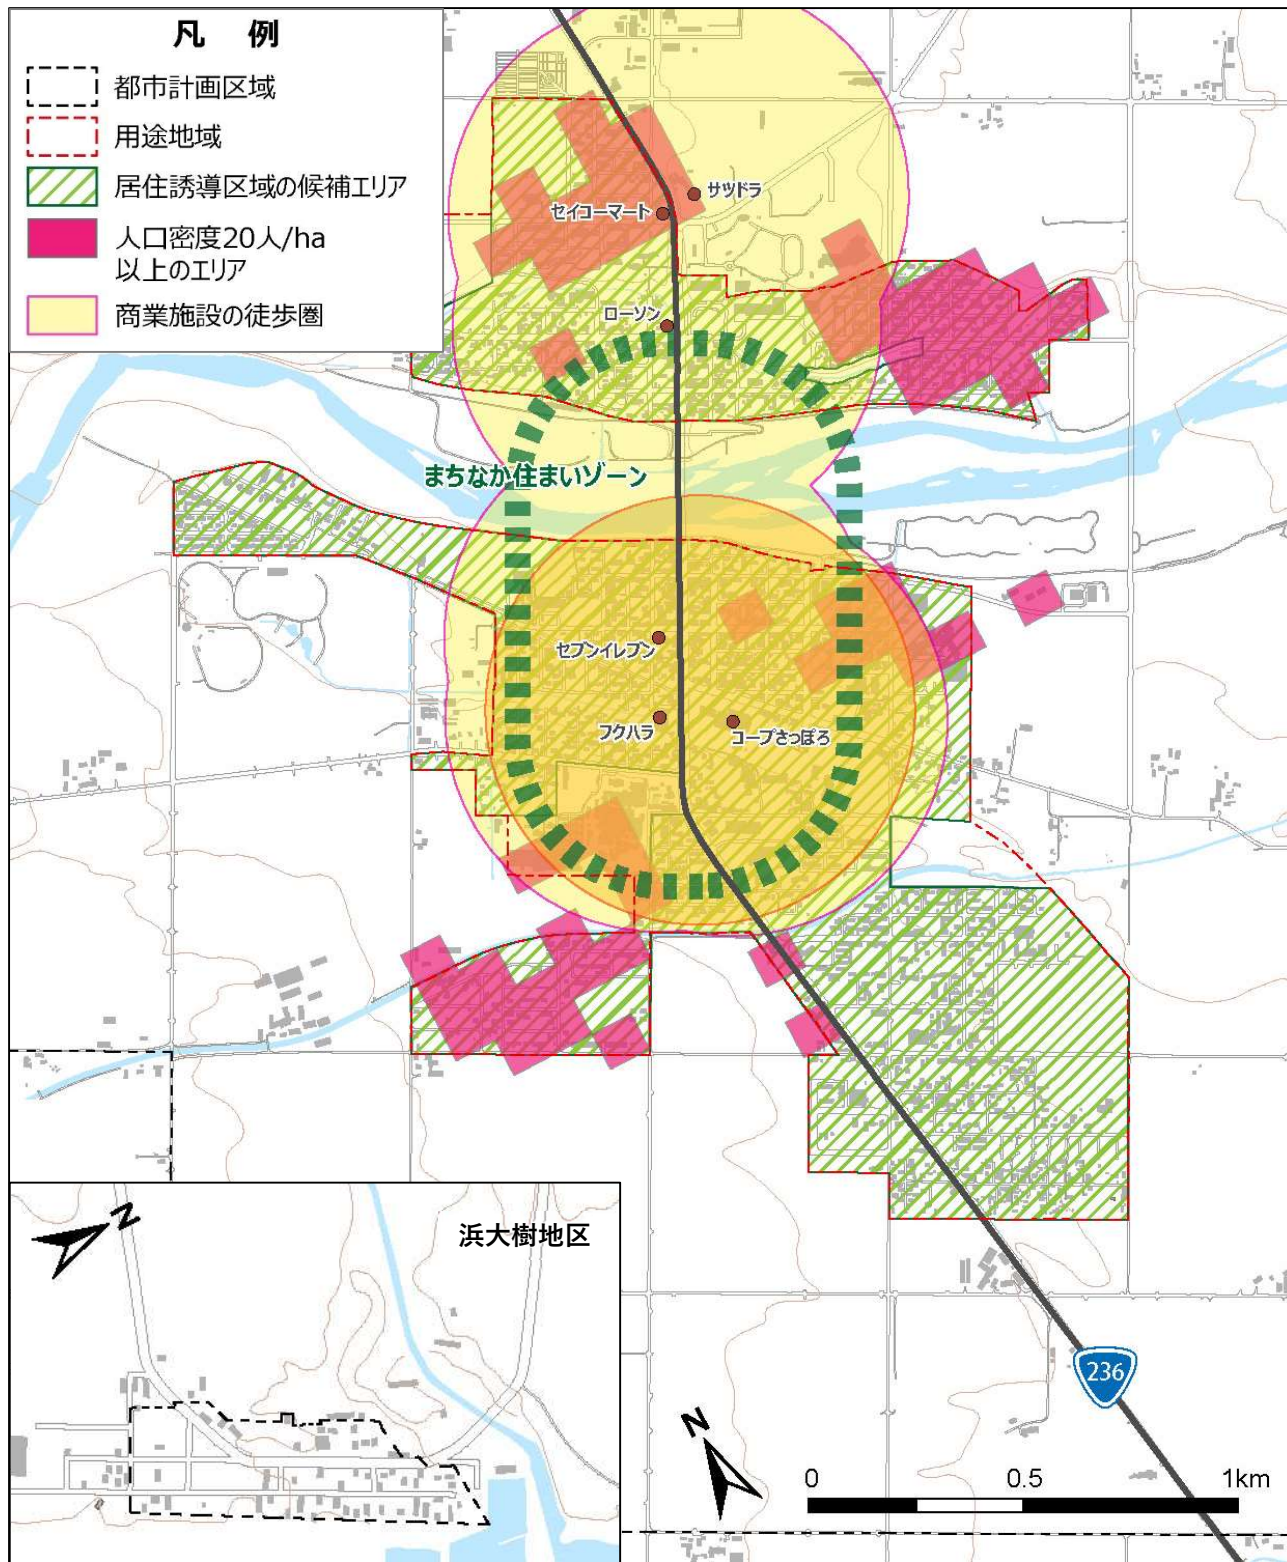 凡 例
都市計画区域
用途地域
居住誘導区域の候補エリア
人口密度20人/ha
以上のエリア
商業施設の徒歩圏
サツドラ
セイコーマート
ローソン
まちなか住まいゾーン
セブンイレブン
フクハラ
コープさっぽろ
N
浜大樹地区
236
N
0 0.5 1km